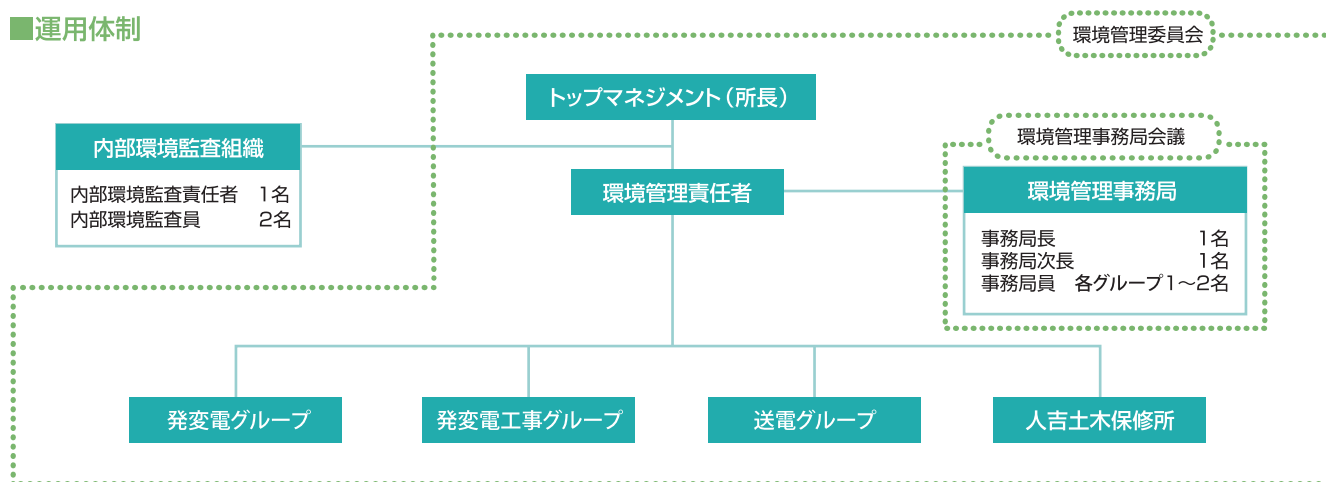 ■運用体制
環境管理委員会
トップマネジメント（所長）
内部環境監査組織
内部環境監査責任者　1名
内部環境監査員　2名
環境管理責任者
環境管理事務局会議
環境管理事務局
事務局長　1名
事務局次長　1名
事務局員　各グループ1〜2名
発変電グループ
発変電工事グループ
送電グループ
人吉土木保修所